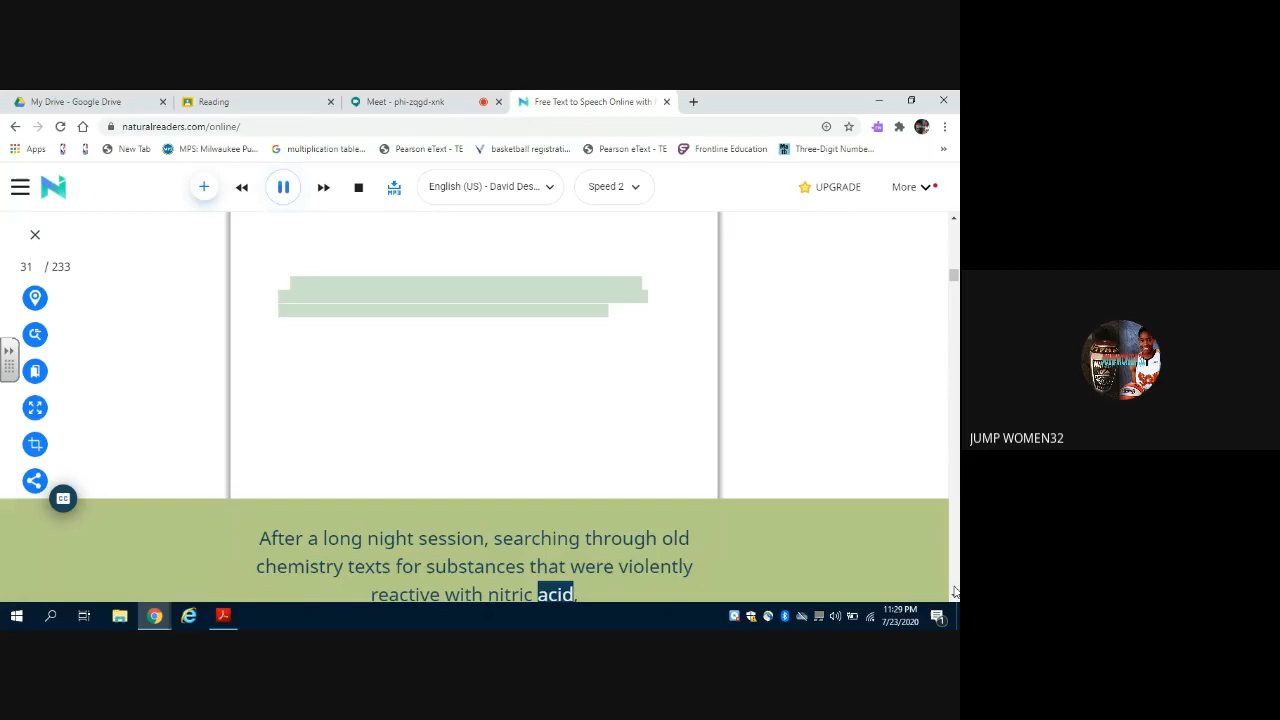 My Drive - Google Drive
Reading
Meet - phi-zqgd-xnk
Free Text to Speech Online with
naturalreaders.com/online/
Apps
New Tab
MPS: Milwaukee Pu...
multiplication table...
Pearson eText - TE
basketball registrati...
Pearson eText - TE
Frontline Education
Three-Digit Numbe...
MP3
English (US) - David Des...
Speed 2
UPGRADE
More
31 / 233
CC
After a long night session, searching through old
chemistry texts for substances that were violently
reactive with nitric acid,
JUMP WOMEN32
11:29 PM
7/23/2020